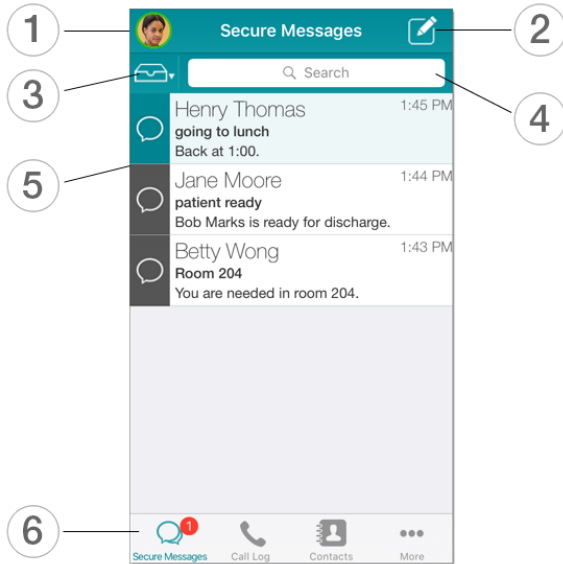 1
Secure Messages
2
3
Search
4
Henry Thomas 1:45 PM
going to lunch
Back at 1:00.
5
Jane Moore 1:44 PM
patient ready
Bob Marks is ready for discharge.
Betty Wong 1:43 PM
Room 204
You are needed in room 204.
6
1
Secure Messages Call Log Contacts More